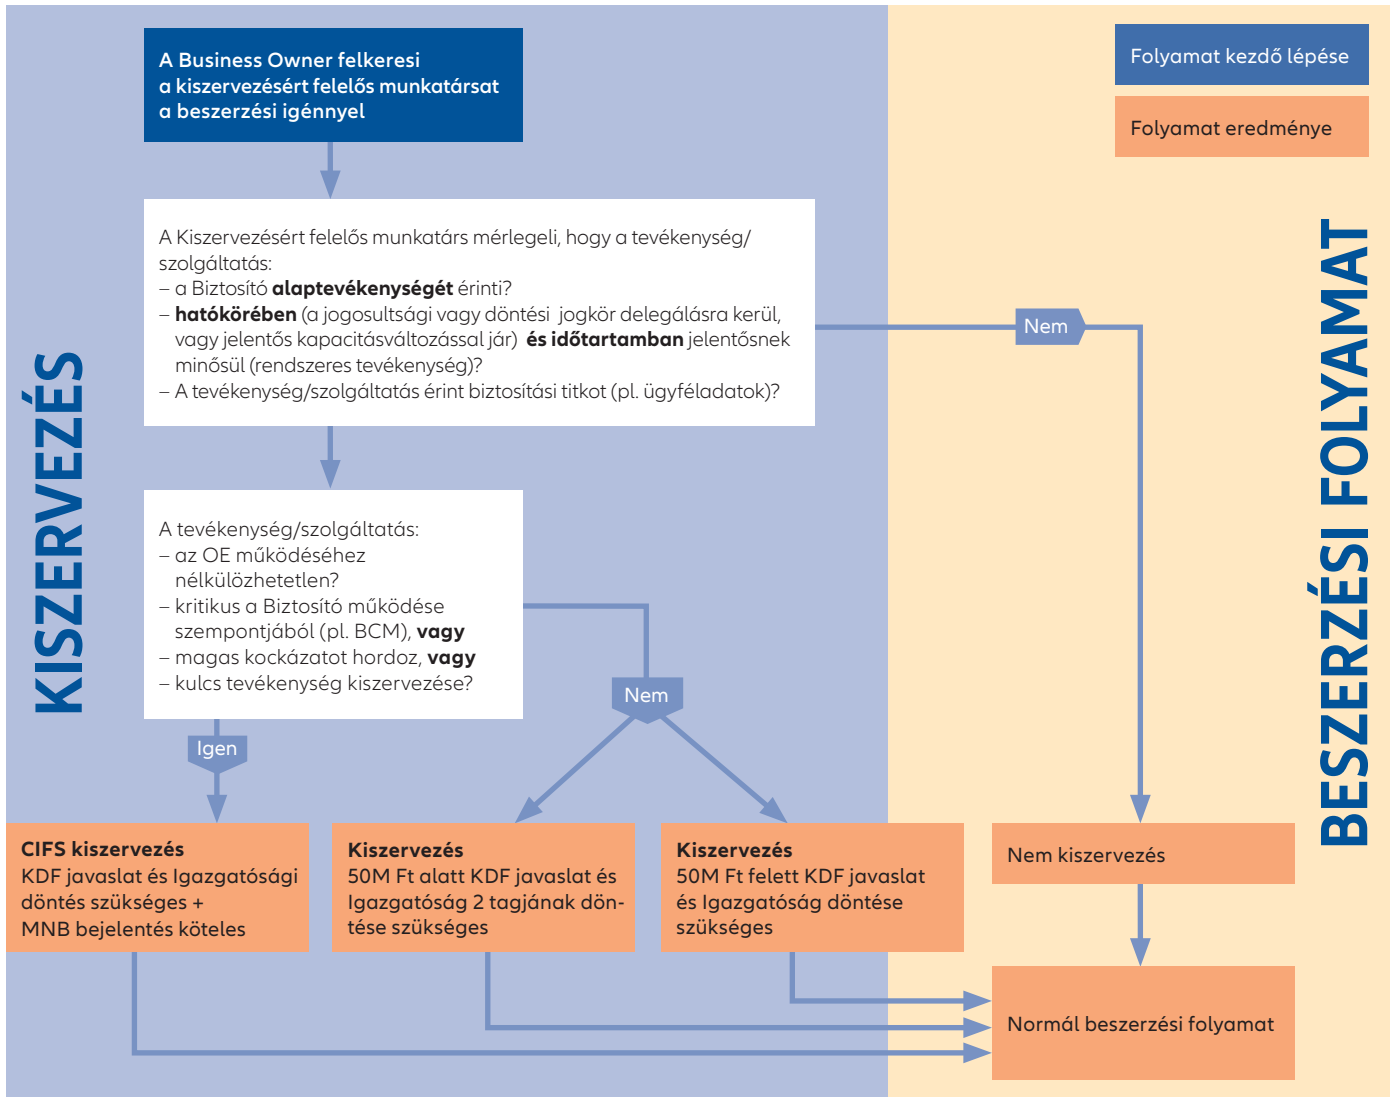 A Business Owner felkeresi
a kiszervezésért felelős munkatársat
a beszerzési igénnyel
Folyamat kezdő lépése
Folyamat eredménye
A Kiszervezésért felelős munkatárs mérlegeli, hogy a tevékenység/
szolgáltatás:
– a Biztosító alaptevékenységét érinti?
– hatókörében (a jogosultsági vagy döntési jogkör delegálásra kerül,
vagy jelentős kapacitásváltozással jár) és időtartamban jelentősnek
minősül (rendszeres tevékenység)?
– A tevékenység/szolgáltatás érint biztosítási titkot (pl. ügyféladatok)?
Nem
KISZERVEZÉS
BESZERZÉSI FOLYAMAT
A tevékenység/szolgáltatás:
– az OE működéséhez
nélkülözhetetlen?
– kritikus a Biztosító működése
szempontjából (pl. BCM), vagy
– magas kockázatot hordoz, vagy
– kulcs tevékenység kiszervezése?
Nem
Igen
CIFS kiszervezés
KDF javaslat és Igazgatósági
döntés szükséges +
MNB bejelentés köteles
Kiszervezés
50M Ft alatt KDF javaslat és
Igazgatóság 2 tagjának dön-
tése szükséges
Kiszervezés
50M Ft felett KDF javaslat
és Igazgatóság döntése
szükséges
Nem kiszervezés
Normál beszerzési folyamat